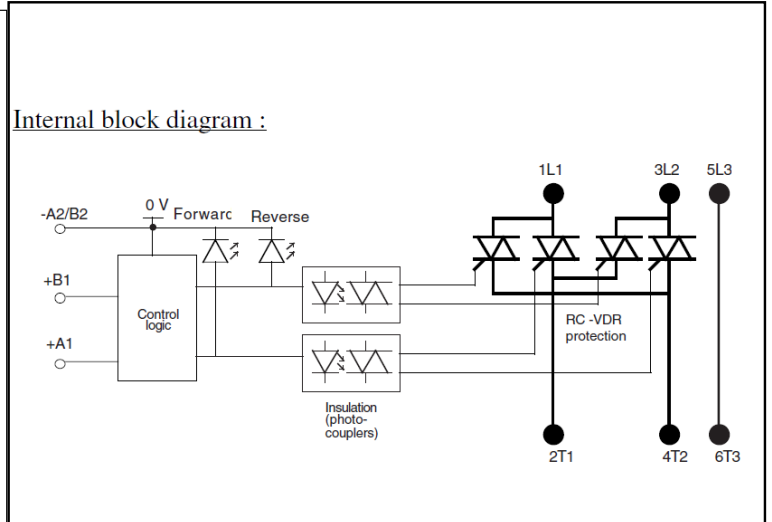 Internal block diagram :
1L1
3L2
5L3
-A2/B2
0 V
Forwarc
Reverse
+B1
Control
logic
+A1
RC -VDR
protection
Insulation
(photo-
couplers)
2T1
4T2
6T3